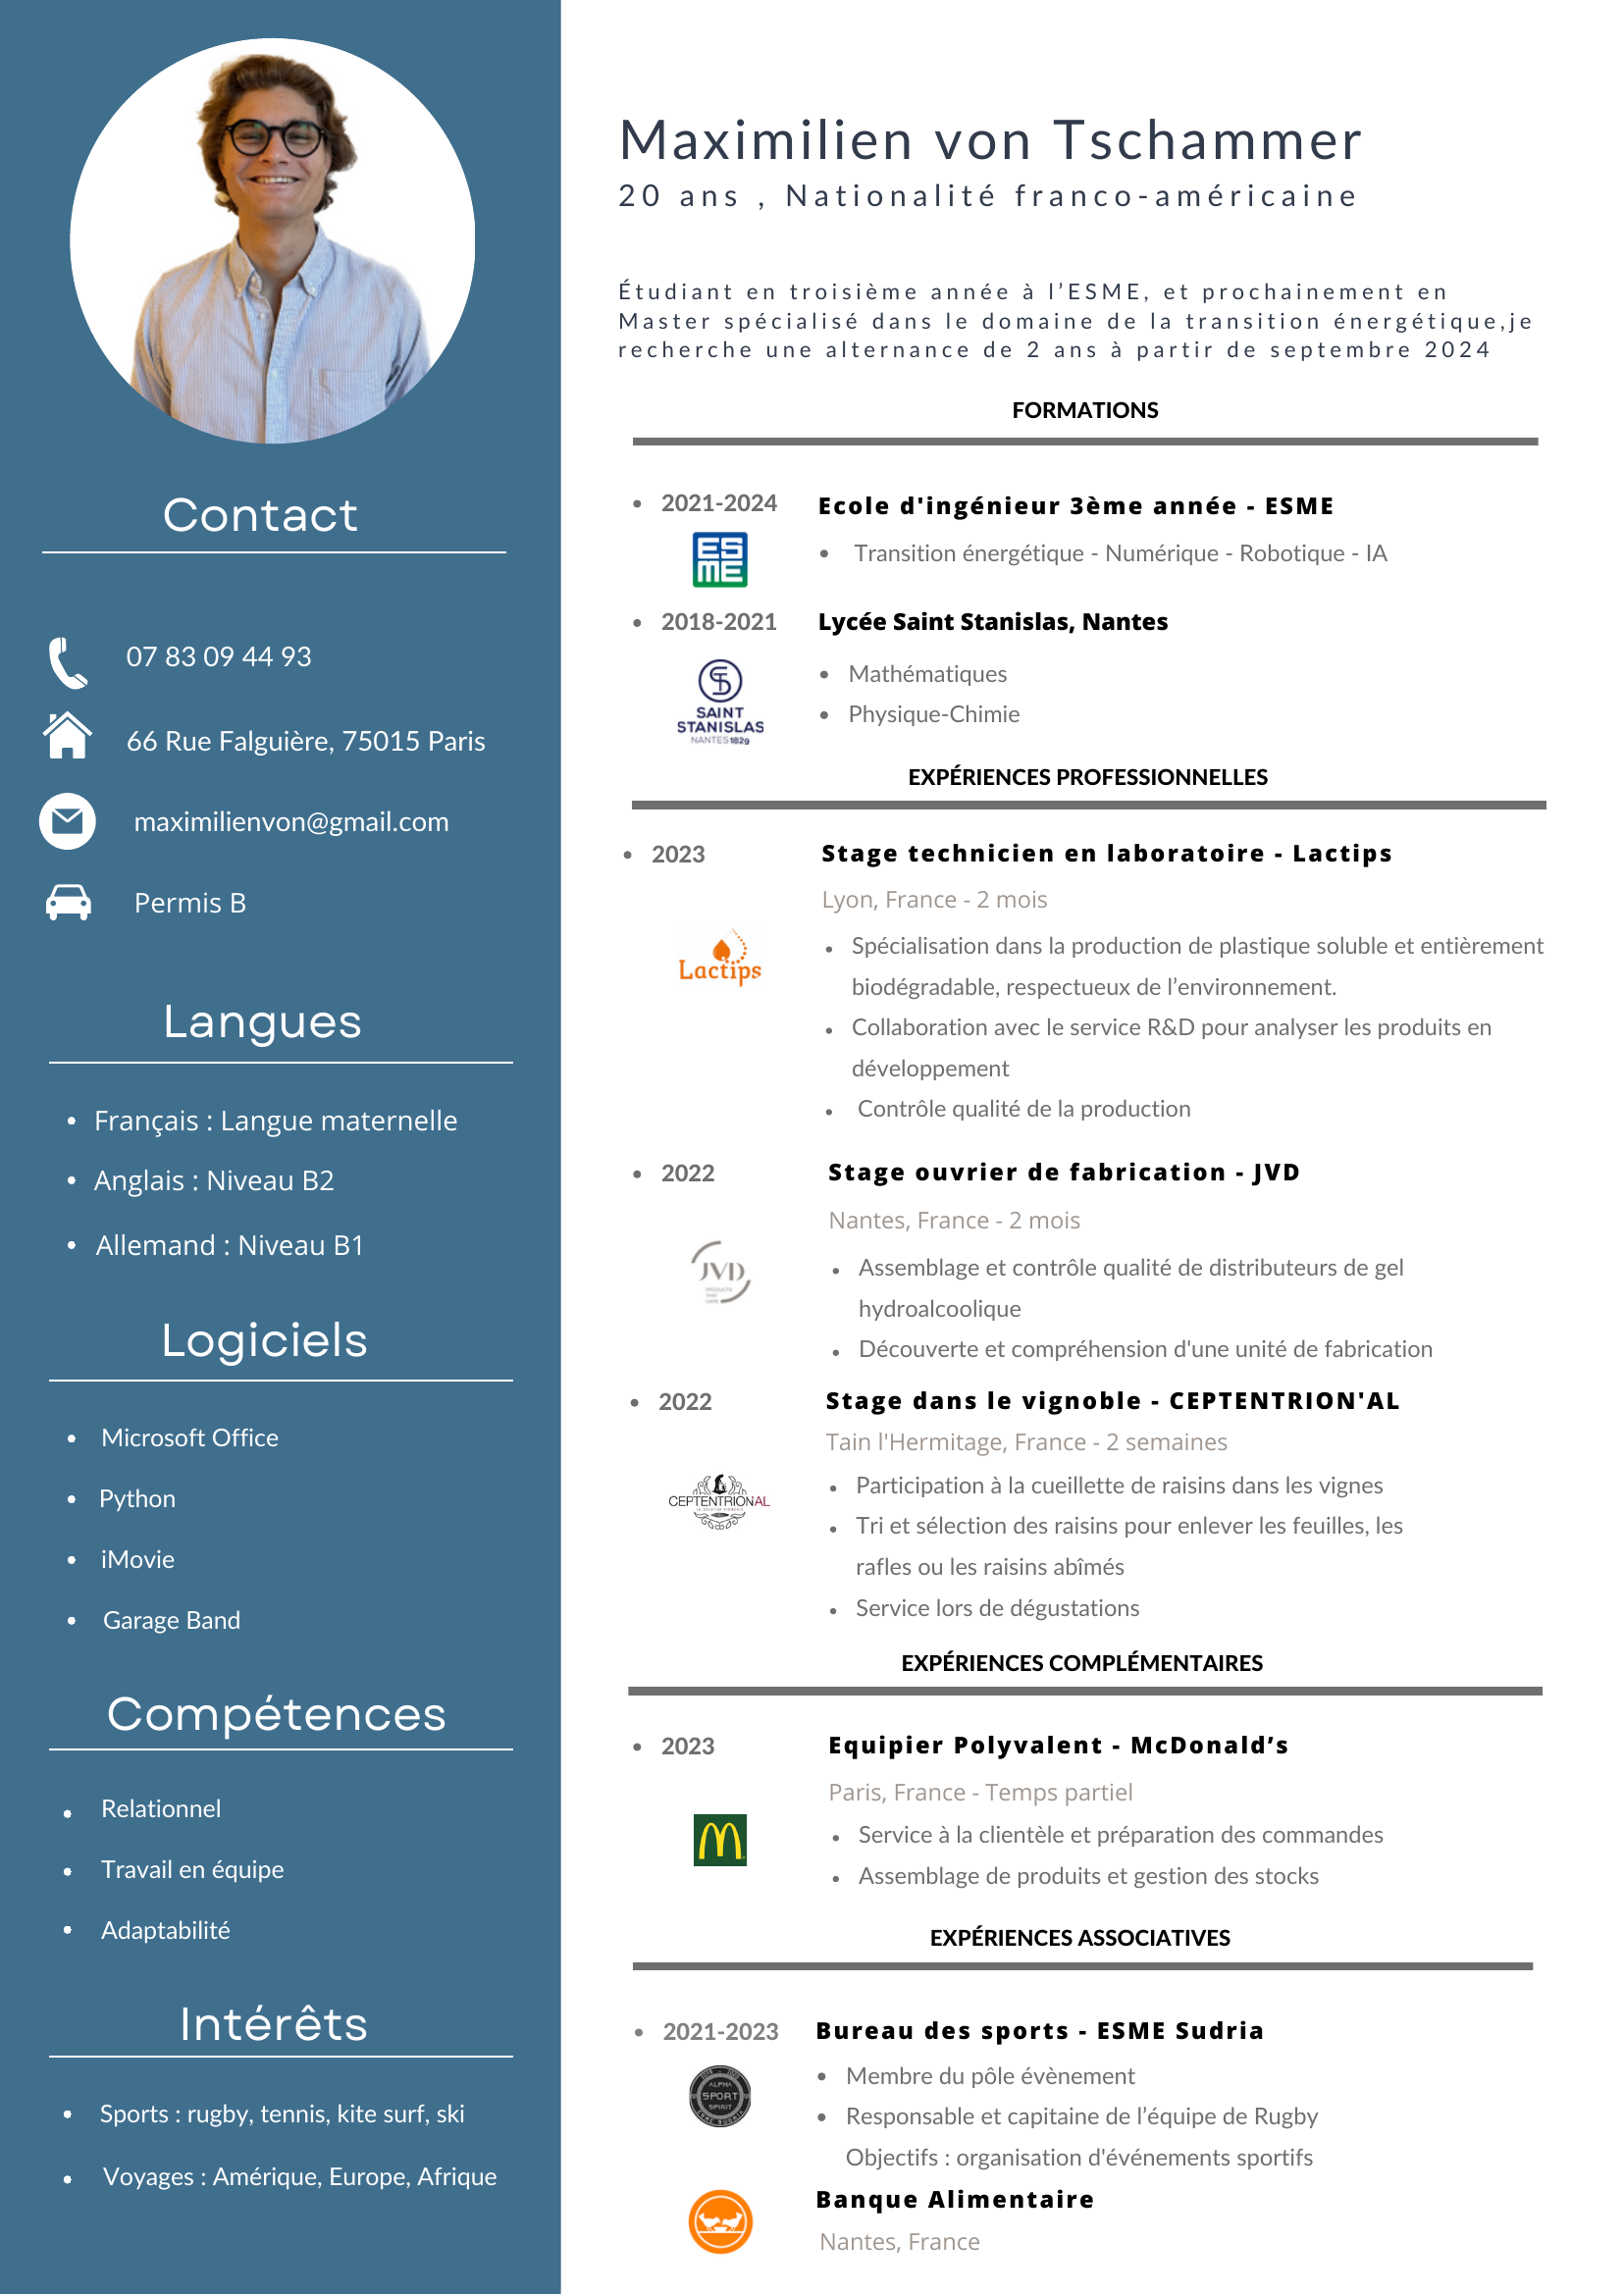 Maximilien von Tschammer
20 ans , Nationalité franco-américaine
Étudiant en troisième année à l’ESME, et prochainement en
Master spécialisé dans le domaine de la transition énergétique,je
recherche une alternance de 2 ans à partir de septembre 2024
Contact
07 83 09 44 93
66 Rue Falguière, 75015 Paris
maximilienvon@gmail.com
Permis B
Langues
• Français : Langue maternelle
• Anglais : Niveau B2
• Allemand : Niveau B1
Logiciels
• Microsoft Office
• Python
• iMovie
• Garage Band
Compétences
• Relationnel
• Travail en équipe
• Adaptabilité
Intérêts
• Sports : rugby, tennis, kite surf, ski
• Voyages : Amérique, Europe, Afrique
FORMATIONS
• 2021-2024 Ecole d'ingénieur 3ème année - ESME
ES
ME
• Transition énergétique - Numérique - Robotique - IA
• 2018-2021 Lycée Saint Stanislas, Nantes
SAINT
STANISLAS
NANTES 1829
• Mathématiques
• Physique-Chimie
EXPÉRIENCES PROFESSIONNELLES
• 2023 Stage technicien en laboratoire - Lactips
Lyon, France - 2 mois
Lactips
• Spécialisation dans la production de plastique soluble et entièrement
biodégradable, respectueux de l’environnement.
• Collaboration avec le service R&D pour analyser les produits en
développement
• Contrôle qualité de la production
• 2022 Stage ouvrier de fabrication - JVD
Nantes, France - 2 mois
JVD
PRODUCTS
THAT
CARE
• Assemblage et contrôle qualité de distributeurs de gel
hydroalcoolique
• Découverte et compréhension d'une unité de fabrication
• 2022 Stage dans le vignoble - CEPTENTRION'AL
Tain l'Hermitage, France - 2 semaines
CEPTENTRIONAL
• Participation à la cueillette de raisins dans les vignes
• Tri et sélection des raisins pour enlever les feuilles, les
rafles ou les raisins abîmés
• Service lors de dégustations
EXPÉRIENCES COMPLÉMENTAIRES
• 2023 Equipier Polyvalent - McDonald’s
Paris, France - Temps partiel
• Service à la clientèle et préparation des commandes
• Assemblage de produits et gestion des stocks
EXPÉRIENCES ASSOCIATIVES
• 2021-2023 Bureau des sports - ESME Sudria
ALPHA
SPORT
SPIRIT
ESME SUDRIA
• Membre du pôle évènement
• Responsable et capitaine de l’équipe de Rugby
Objectifs : organisation d'événements sportifs
Banque Alimentaire
Nantes, France